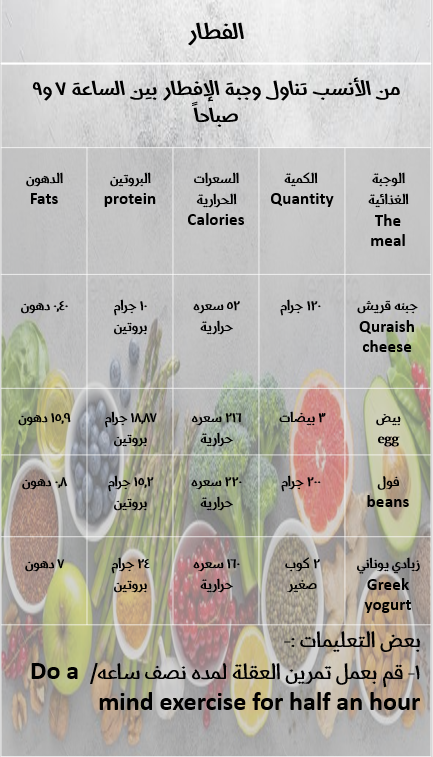 الفطار
من الأنسب تناول وجبة الإفطار بين الساعة ٧ و٩
صباحاً
الوجبة
الغذائية
The
meal
الكمية
Quantity
السعرات
الحرارية
Calories
البروتين
protein
الدهون
Fats
جبنه قريش
Quraish
cheese
١٢٠ جرام
٥٢ سعره
حرارية
١٠ جرام
بروتين
٠,٤٠ دهون
بيض
egg
٣ بيضات
٢١٦ سعره
حرارية
١٨,٨٧ جرام
بروتين
١٥,٩ دهون
فول
beans
٢٠٠ جرام
٢٢٠ سعره
حرارية
١٥,٢ جرام
بروتين
٠,٨ دهون
زبادي يوناني
Greek
yogurt
٢ كوب
صغير
١٦٠ سعره
حرارية
٢٤ جرام
بروتين
٧ دهون
بعض التعليمات :-
١- قم بعمل تمرين العقلة لمده نصف ساعه/ Do a
mind exercise for half an hour